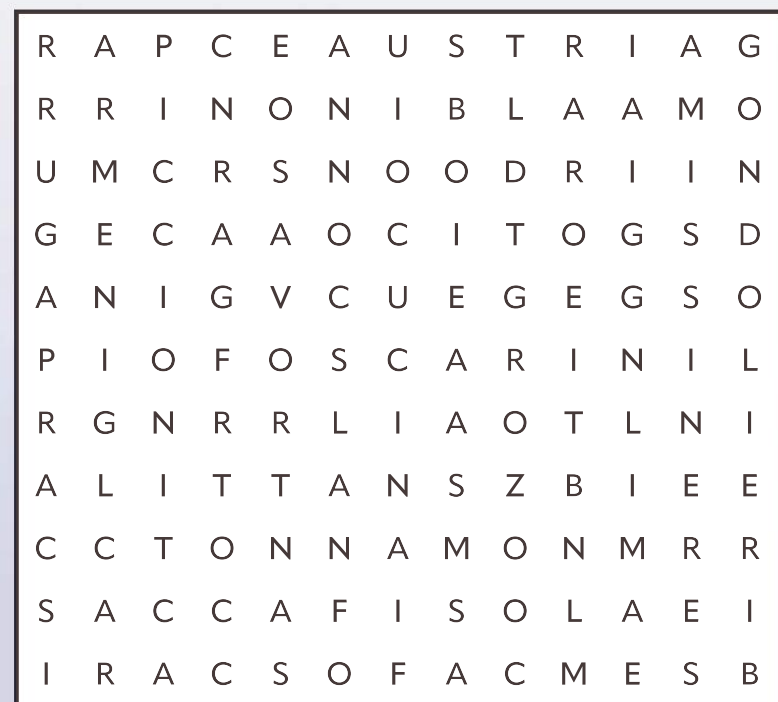 R A P C E A U S T R I A G
R R I N O N I B L A A M O
U M C R S N O O D R I I N
G E C A A O C I T O G S D
A N I G V C U E G E G S O
P I O F O S C A R I N I L
R G N R R L I A O T L N I
A L I T T A N S Z B I E E
C C T O N N A M O N M R R
S A C C A F I S O L A E I
I R A C S O F A C M E S B